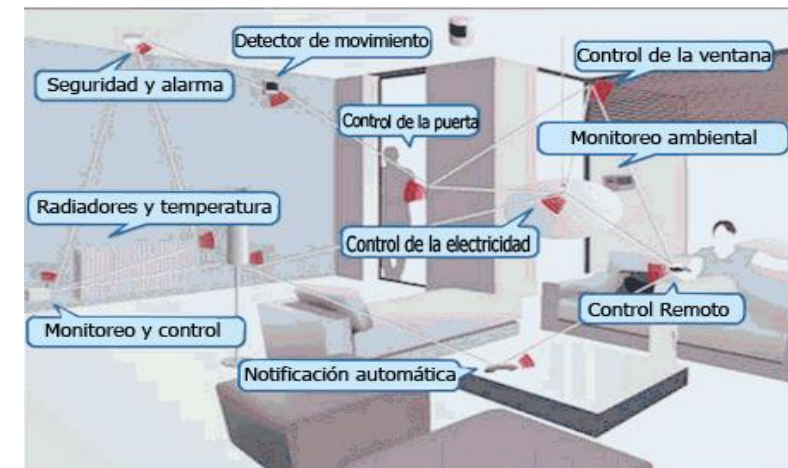 Detector de movimiento
Control de la ventana
Seguridad y alarma
Control de la puerta
Monitoreo ambiental
Radiadores y temperatura
Control de la electricidad
Control Remoto
Monitoreo y control
Notificación automática